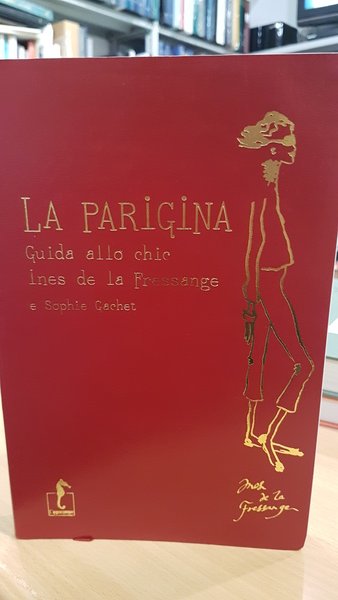 LA PARIGINA
Guida allo chic
Ines de la Fressange
e Sophie Gachet
Ines
de la
Fressange